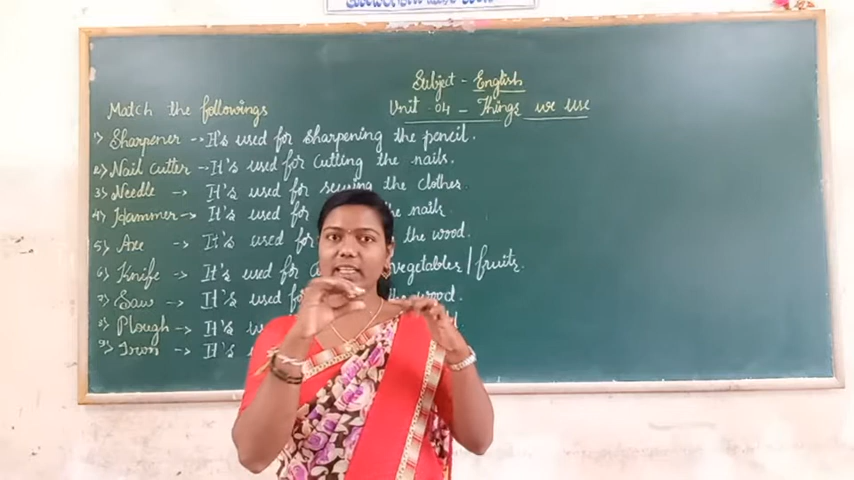 Subject - English
Unit - 04 - Things we use
Match the followings
1) Sharpener → It's used for sharpening the pencil.
2) Nail cutter → It's used for cutting the nails.
3) Needle → It's used for sewing the clothes.
4) Hammer → It's used for the nails.
5) Axe → It's used for the wood.
6) Knife → It's used for vegetables / fruits.
7) Saw → It's used for the wood.
8) Plough → It's used
9) Iron → It's used